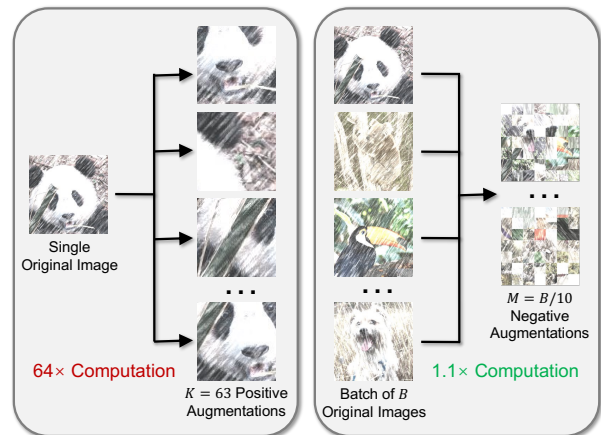 Single
Original Image
64× Computation
K = 63 Positive
Augmentations
...
Batch of B
Original Images
...
...
M = B/10
Negative
Augmentations
1.1× Computation